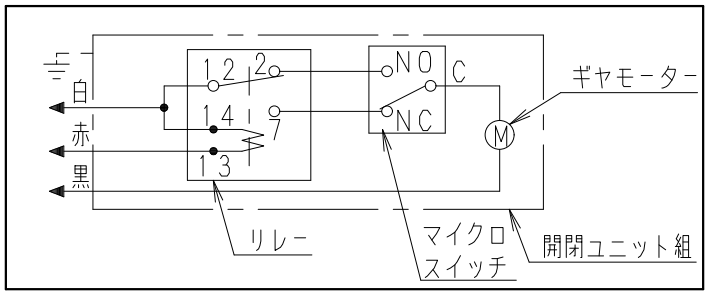 白
赤
黒
12
2
14
7
13
NO
C
NC
M
ギヤモーター
リレー
マイクロ
スイッチ
開閉ユニット組